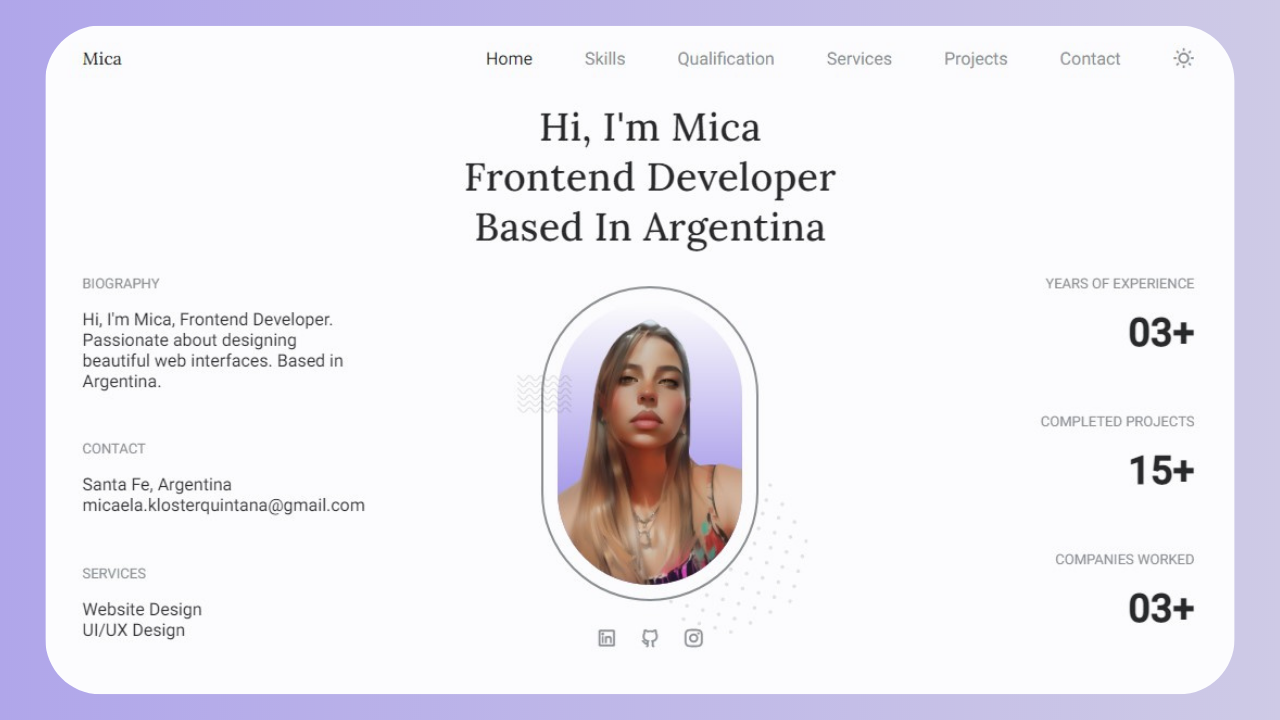 Mica
Home Skills Qualification Services Projects Contact
Hi, I'm Mica
Frontend Developer
Based In Argentina
BIOGRAPHY
Hi, I'm Mica, Frontend Developer.
Passionate about designing
beautiful web interfaces. Based in
Argentina.
CONTACT
Santa Fe, Argentina
micaela.klosterquintana@gmail.com
SERVICES
Website Design
UI/UX Design
in
YEARS OF EXPERIENCE
03+
COMPLETED PROJECTS
15+
COMPANIES WORKED
03+